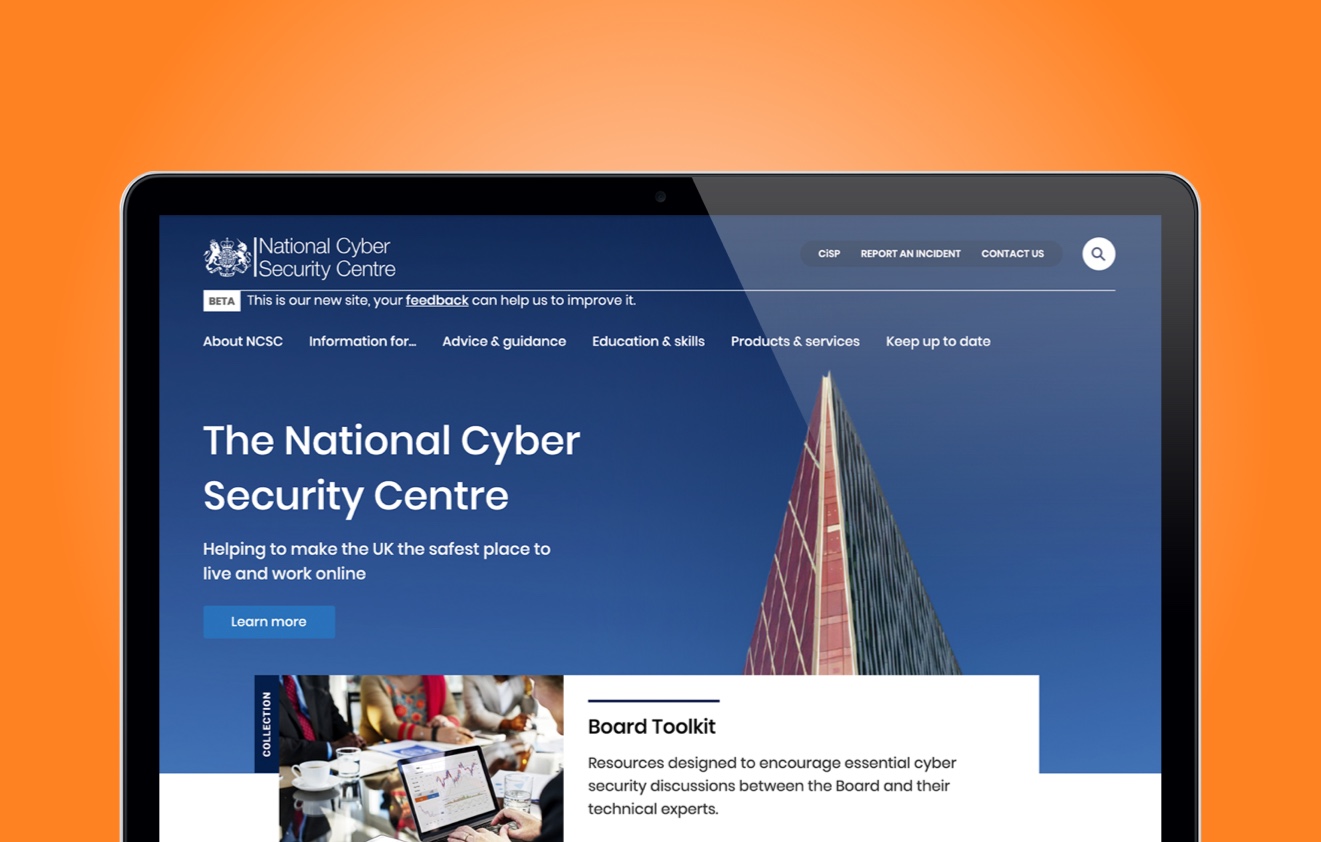 National Cyber
Security Centre
CiSP REPORT AN INCIDENT CONTACT US
BETA This is our new site, your feedback can help us to improve it.
About NCSC Information for... Advice & guidance Education & skills Products & services Keep up to date
The National Cyber
Security Centre
Helping to make the UK the safest place to
live and work online
Learn more
COLLECTION
Board Toolkit
Resources designed to encourage essential cyber
security discussions between the Board and their
technical experts.